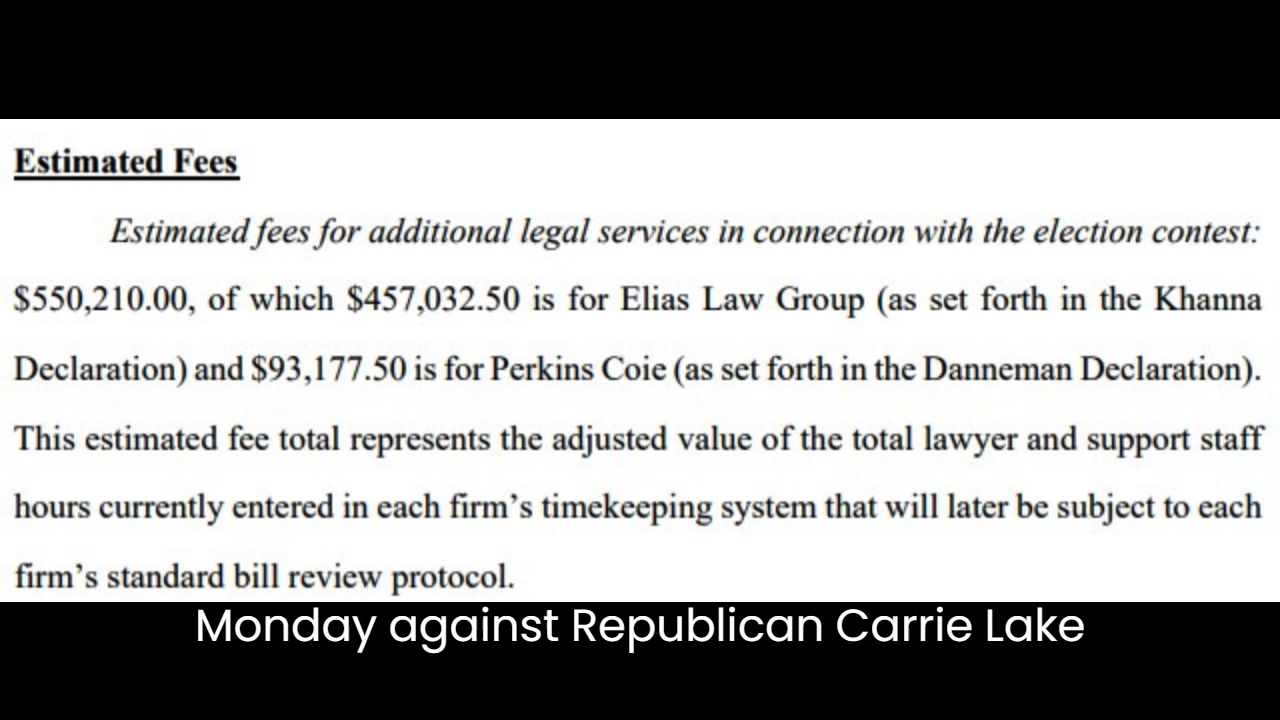 Estimated Fees
Estimated fees for additional legal services in connection with the election contest:
$550,210.00, of which $457,032.50 is for Elias Law Group (as set forth in the Khanna
Declaration) and $93,177.50 is for Perkins Coie (as set forth in the Danneman Declaration).
This estimated fee total represents the adjusted value of the total lawyer and support staff
hours currently entered in each firm’s timekeeping system that will later be subject to each
firm’s standard bill review protocol.
Monday against Republican Carrie Lake